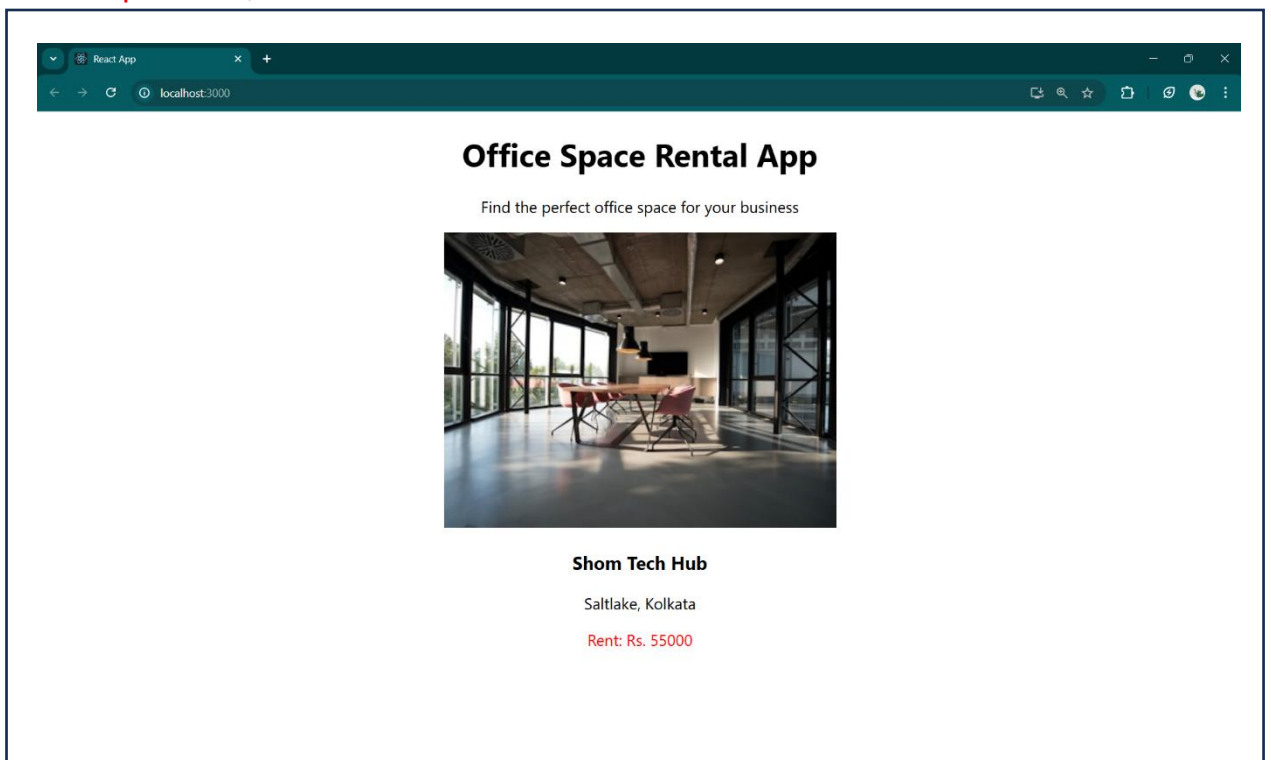 React App
localhost:3000
Office Space Rental App
Find the perfect office space for your business
Shom Tech Hub
Saltlake, Kolkata
Rent: Rs. 55000